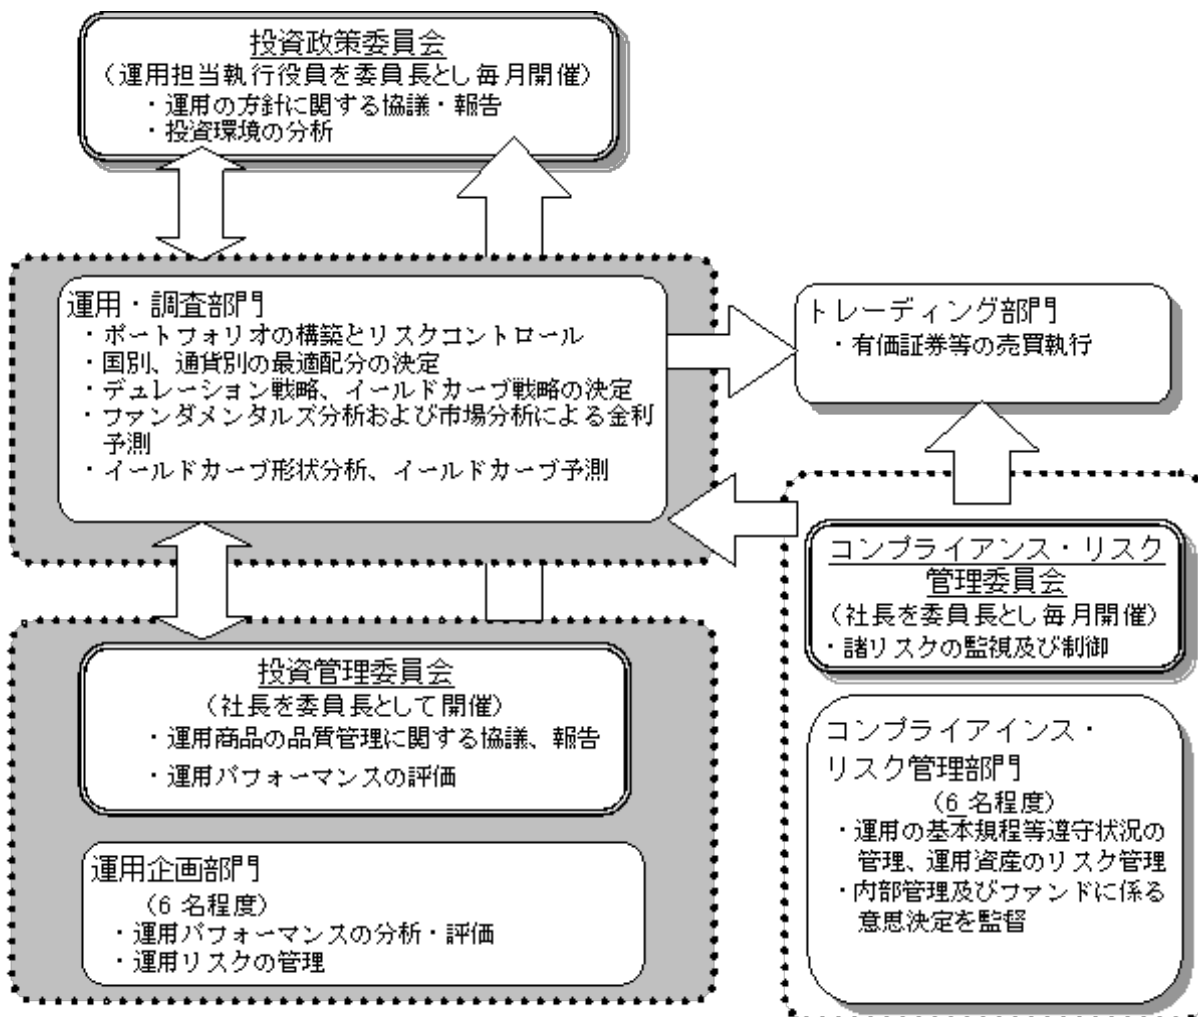 投資政策委員会
（運用担当執行役員を委員長とし毎月開催）
・運用の方針に関する協議・報告
・投資環境の分析
運用・調査部門
・ポートフォリオの構築とリスクコントロール
・国別、通貨別の最適配分の決定
・デュレーション戦略、イールドカーブ戦略の決定
・ファンダメンタルズ分析および市場分析による金利
予測
・イールドカーブ形状分析、イールドカーブ予測
トレーディング部門
・有価証券等の売買執行
コンプライアンス・リスク
管理委員会
（社長を委員長とし毎月開催）
・諸リスクの監視及び制御
投資管理委員会
（社長を委員長として開催）
・運用商品の品質管理に関する協議、報告
・運用パフォーマンスの評価
コンプライアインス・
リスク管理部門
（6 名程度）
・運用の基本規程等遵守状況の
管理、運用資産のリスク管理
・内部管理及びファンドに係る
意思決定を監督
運用企画部門
（6 名程度）
・運用パフォーマンスの分析・評価
・運用リスクの管理